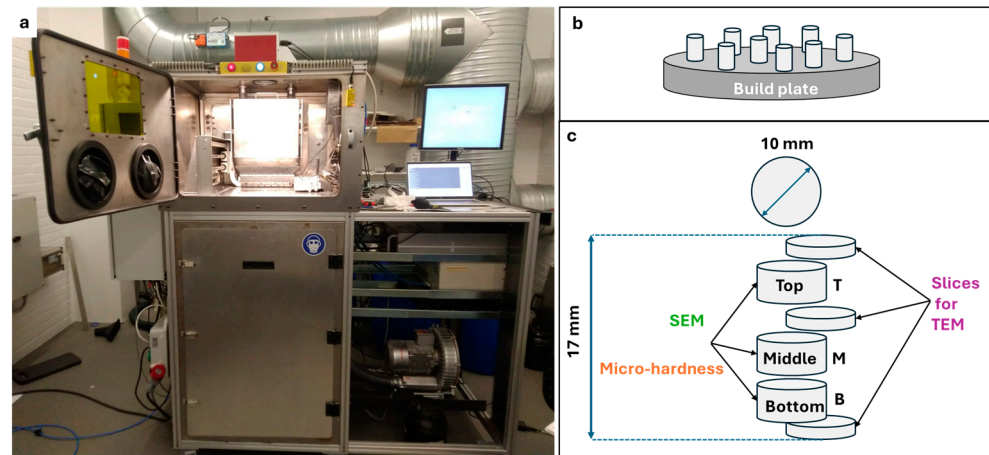 a
b
Build plate
c
10 mm
17 mm
Top
T
SEM
Slices
for
TEM
Middle
M
Micro-hardness
Bottom
B